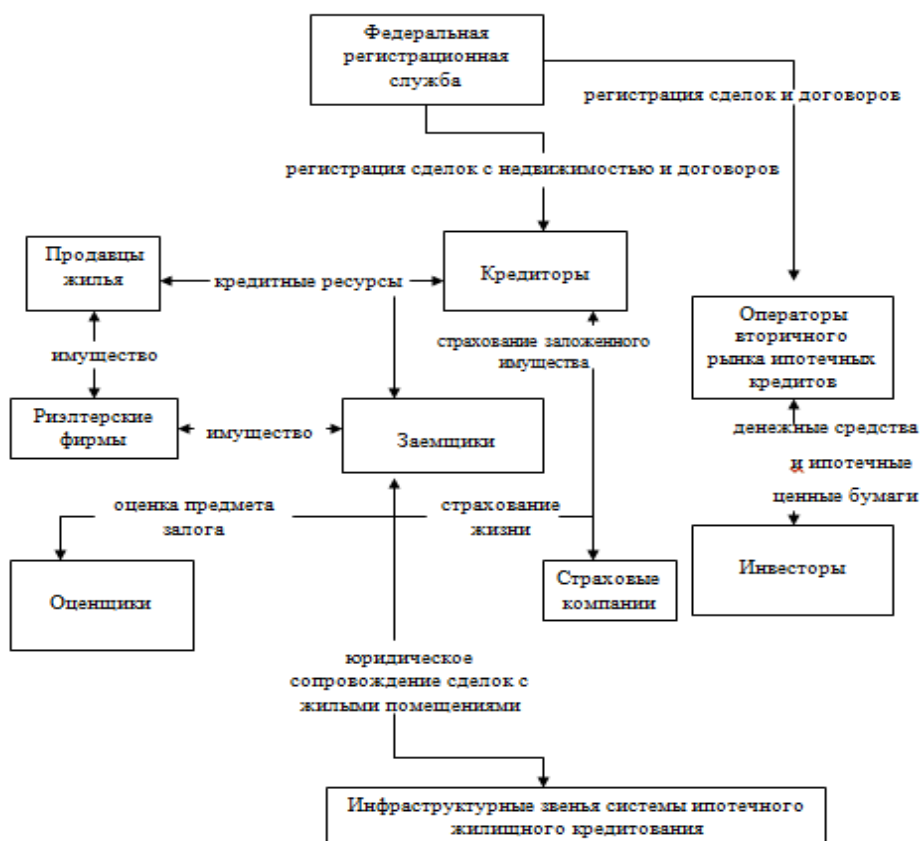 Федеральная
регистрационная
служба
регистрация сделок и договоров
регистрация сделок с недвижимостью и договоров
Продавцы
жилья
кредитные ресурсы
Кредиторы
Операторы
вторичного
рынка ипотечных
кредитов
страхование заложенного
имущества
имущество
Риэлтерские
фирмы
имущество
Заемщики
денежные средства
и ипотечные
ценные бумаги
оценка предмета
залога
страхование
жизни
Оценщики
Страховые
компании
Инвесторы
юридическое
сопровождение сделок с
жилыми помещениями
Инфраструктурные звенья системы ипотечного
жилищного кредитования